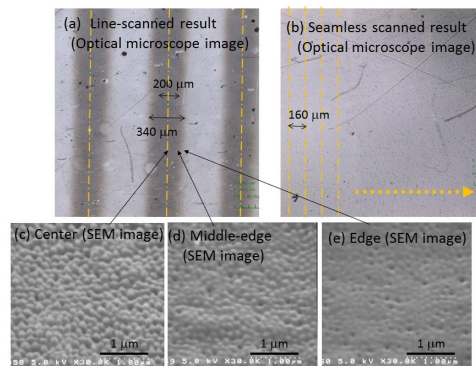 (a) Line-scanned result
(Optical microscope image)
200 μm
340 μm
(b) Seamless scanned result
(Optical microscope image)
160 μm
(c) Center (SEM image)
(d) Middle-edge
(SEM image)
(e) Edge (SEM image)
1 μm
1 μm
1 μm
5.0 kV X30.0K 1.00μm
5.0 kV X30.0K 1.00μm
5.0 kV X30.0K 1.00μm